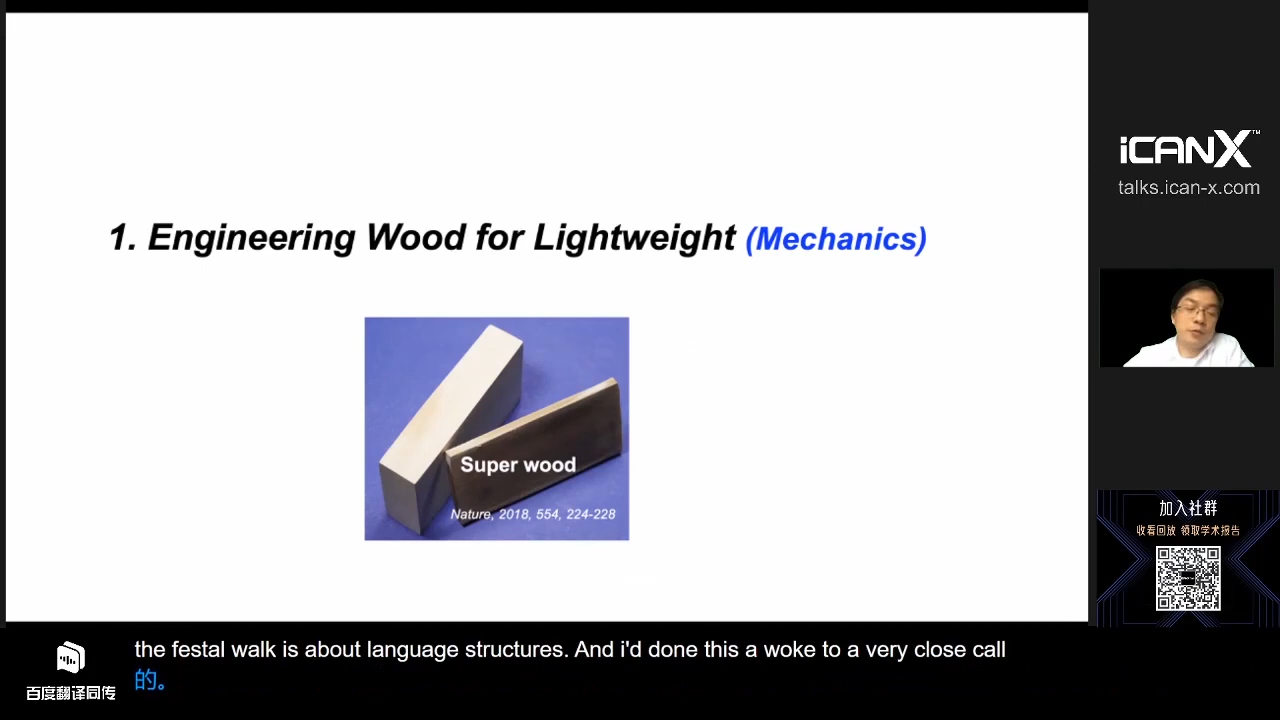 1. Engineering Wood for Lightweight (Mechanics)
Super wood
Nature, 2018, 554, 224-228
iCANX™
talks.ican-x.com
加入社群
收看回放 领取学术报告
the festal walk is about language structures. And i'd done this a woke to a very close call
的。
百度翻译同传